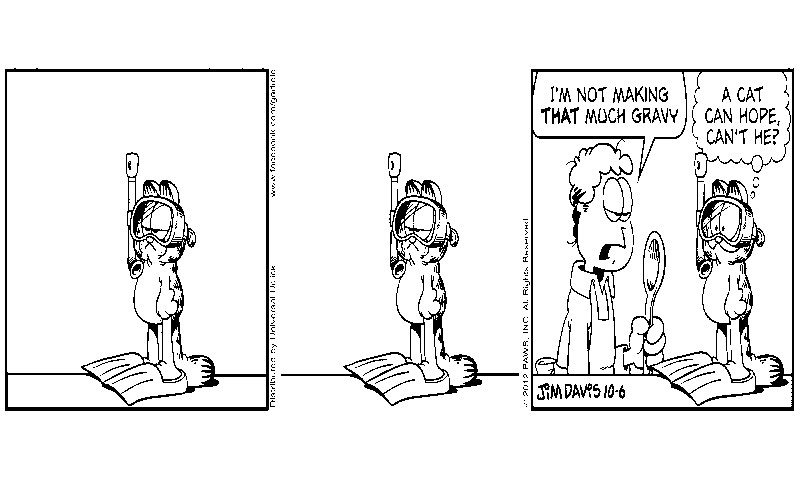 www.facebook.com/garfield
Distributed by Universal Uclick
© 2012 PAWS, INC. All Rights Reserved.
I'M NOT MAKING
THAT MUCH GRAVY
A CAT
CAN HOPE,
CAN'T HE?
JIM DAVIS 10-6